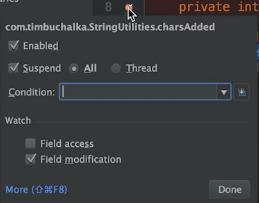 8 private int
com.timbuchalka.StringUtilities.charsAdded
Enabled
Suspend All Thread
Condition:
Watch
Field access
Field modification
More (⇧⌘F8) Done